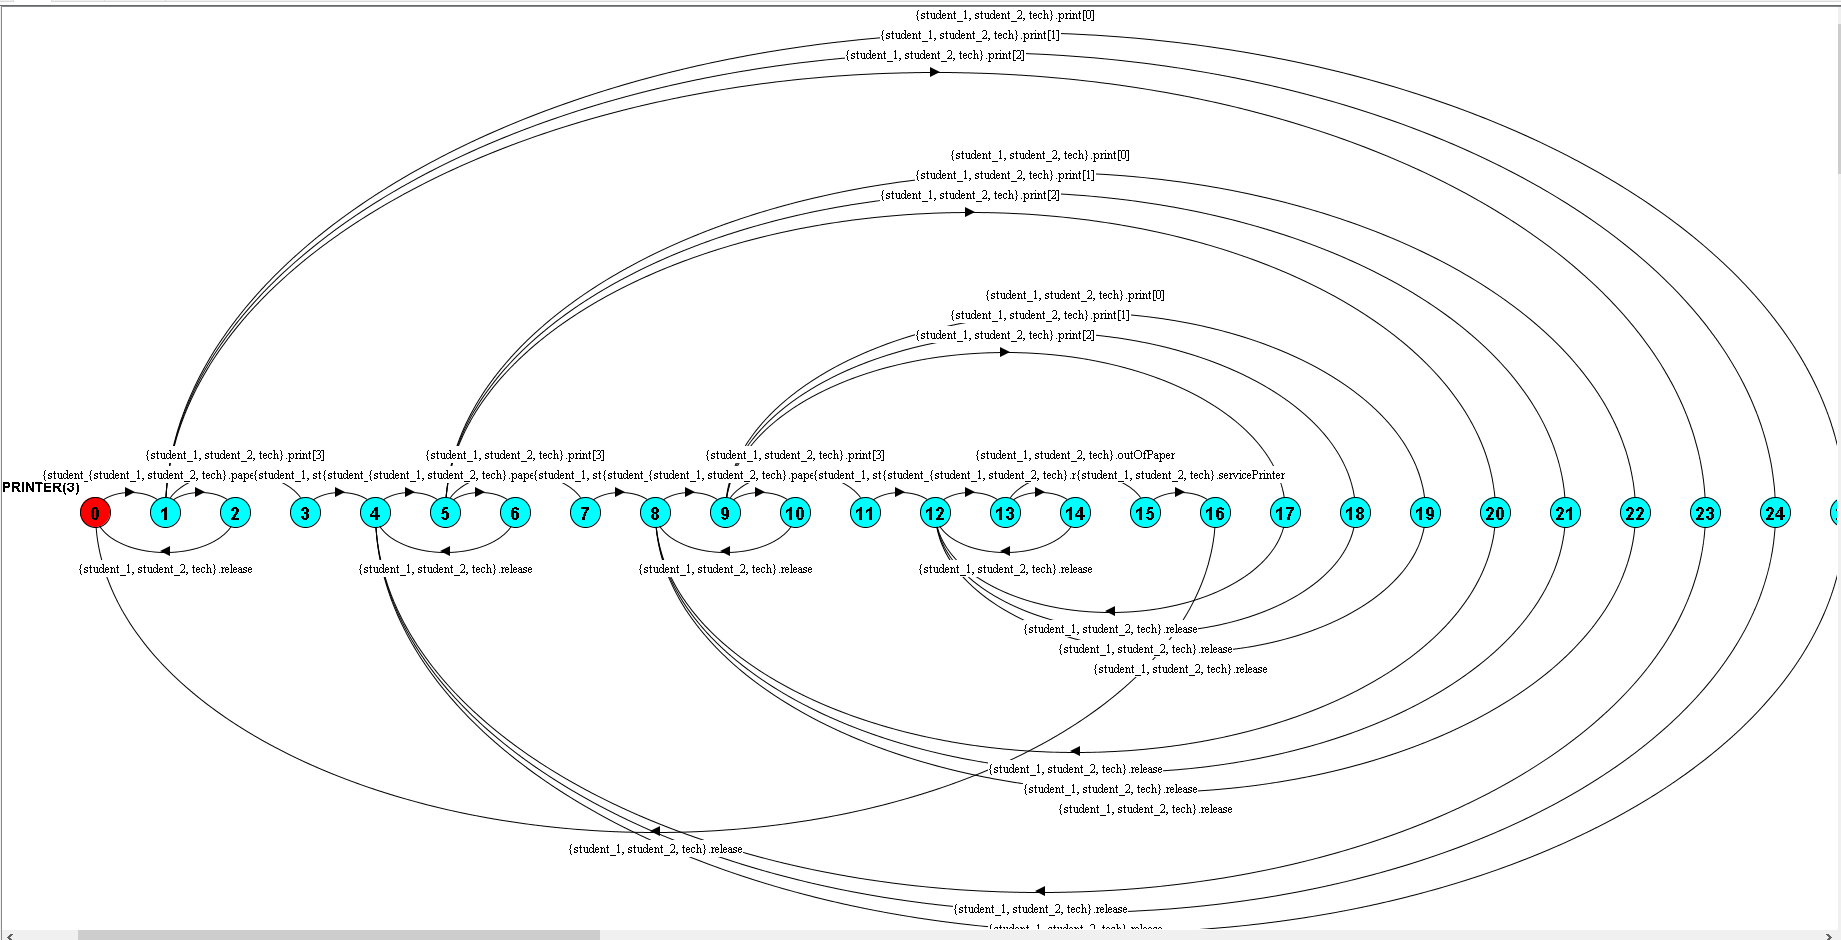 {student_1, student_2, tech}.print[0]
{student_1, student_2, tech}.print[1]
{student_1, student_2, tech}.print[2]
{student_1, student_2, tech}.print[0]
{student_1, student_2, tech}.print[1]
{student_1, student_2, tech}.print[2]
{student_1, student_2, tech}.print[0]
{student_1, student_2, tech}.print[1]
{student_1, student_2, tech}.print[2]
{student_1, student_2, tech}.print[3] {student_1, student_2, tech}.print[3] {student_1, student_2, tech}.print[3] {student_1, student_2, tech}.outOfPaper
{student_{student_1, student_2, tech}.pape{student_1, st{student_{student_1, student_2, tech}.pape{student_1, st{student_{student_1, student_2, tech}.pape{student_1, st{student_{student_1, student_2, tech}.r{student_1, student_2, tech}.servicePrinter
PRINTER(3)
0 1 2 3 4 5 6 7 8 9 10 11 12 13 14 15 16 17 18 19 20 21 22 23 24
{student_1, student_2, tech}.release {student_1, student_2, tech}.release {student_1, student_2, tech}.release {student_1, student_2, tech}.release
{student_1, student_2, tech}.release
{student_1, student_2, tech}.release
{student_1, student_2, tech}.release
{student_1, student_2, tech}.release
{student_1, student_2, tech}.release
{student_1, student_2, tech}.release
{student_1, student_2, tech}.release
{student_1, student_2, tech}.release
{student_1, student_2, tech}.release